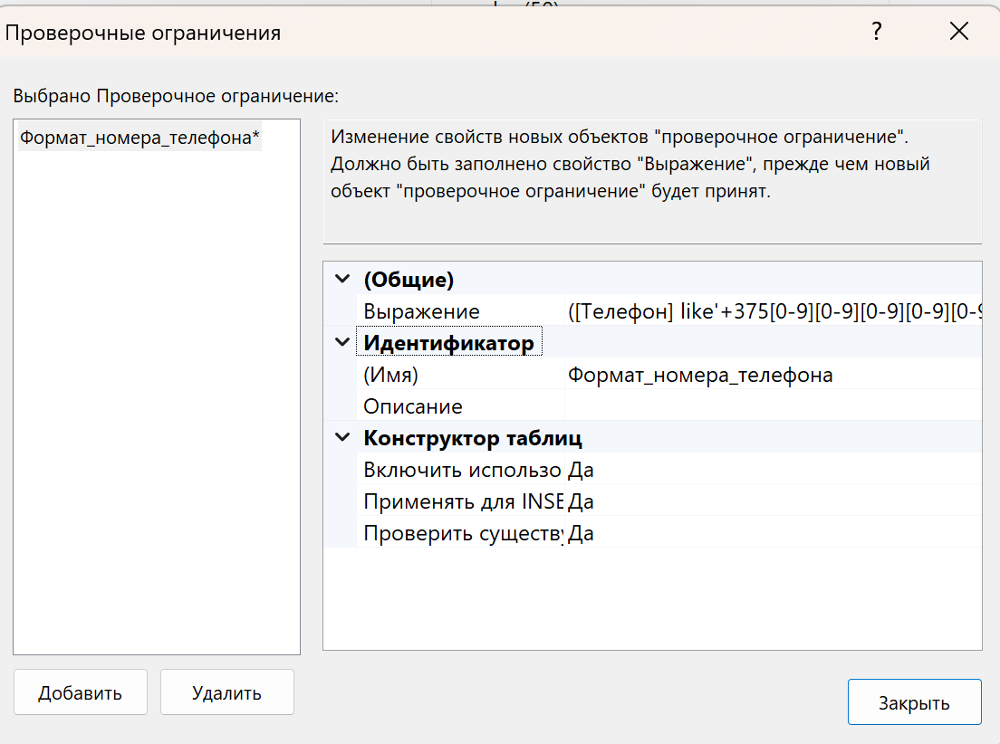 Проверочные ограничения
?
Выбрано Проверочное ограничение:
Формат_номера_телефона*
Изменение свойств новых объектов "проверочное ограничение".
Должно быть заполнено свойство "Выражение", прежде чем новый
объект "проверочное ограничение" будет принят.
(Общие)
Выражение ([Телефон] like'+375[0-9][0-9][0-9][0-9][0-9
Идентификатор
(Имя) Формат_номера_телефона
Описание
Конструктор таблиц
Включить использо Да
Применять для INSE Да
Проверить существу Да
Добавить
Удалить
Закрыть